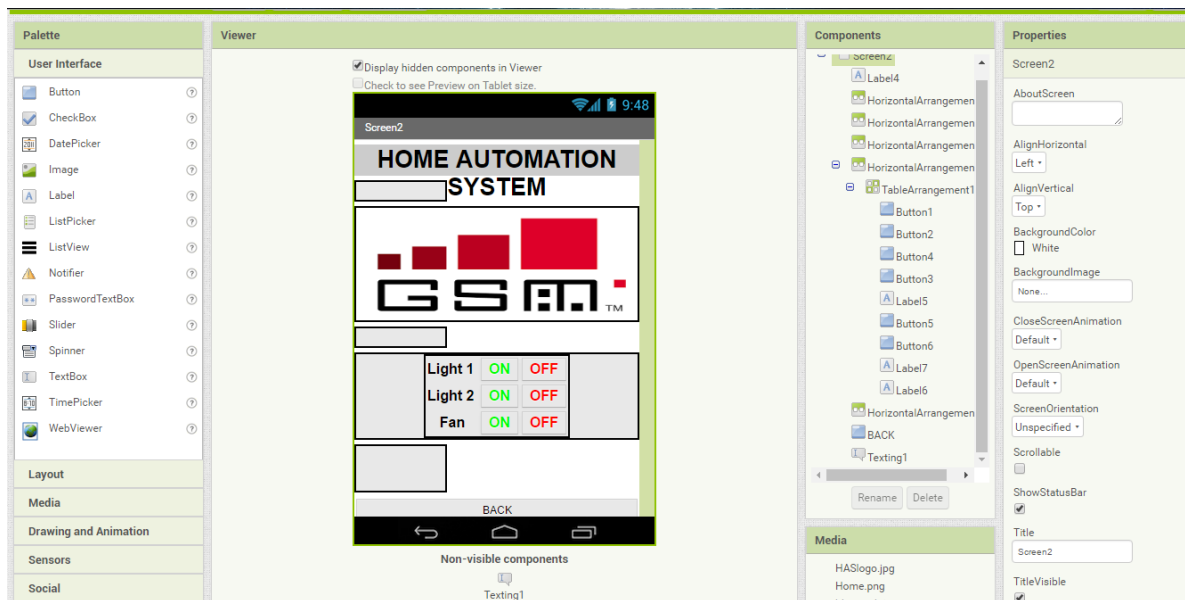 Palette
User Interface
Button
CheckBox
DatePicker
Image
Label
ListPicker
ListView
Notifier
PasswordTextBox
Slider
Spinner
TextBox
TimePicker
WebViewer
Layout
Media
Drawing and Animation
Sensors
Social
Viewer
Display hidden components in Viewer
Check to see Preview on Tablet size.
9:48
Screen2
HOME AUTOMATION
SYSTEM
GSM TM
Light 1 ON OFF
Light 2 ON OFF
Fan ON OFF
BACK
Non-visible components
Texting1
Components
Screen2
Label4
HorizontalArrangemen
HorizontalArrangemen
HorizontalArrangemen
HorizontalArrangemen
TableArrangement1
Button1
Button2
Button4
Button3
Label5
Button5
Button6
Label7
Label6
HorizontalArrangemen
BACK
Texting1
Rename Delete
Media
HASlogo.jpg
Home.png
Properties
Screen2
AboutScreen
AlignHorizontal
Left
AlignVertical
Top
BackgroundColor
White
BackgroundImage
None...
CloseScreenAnimation
Default
OpenScreenAnimation
Default
ScreenOrientation
Unspecified
Scrollable
ShowStatusBar
Title
Screen2
TitleVisible